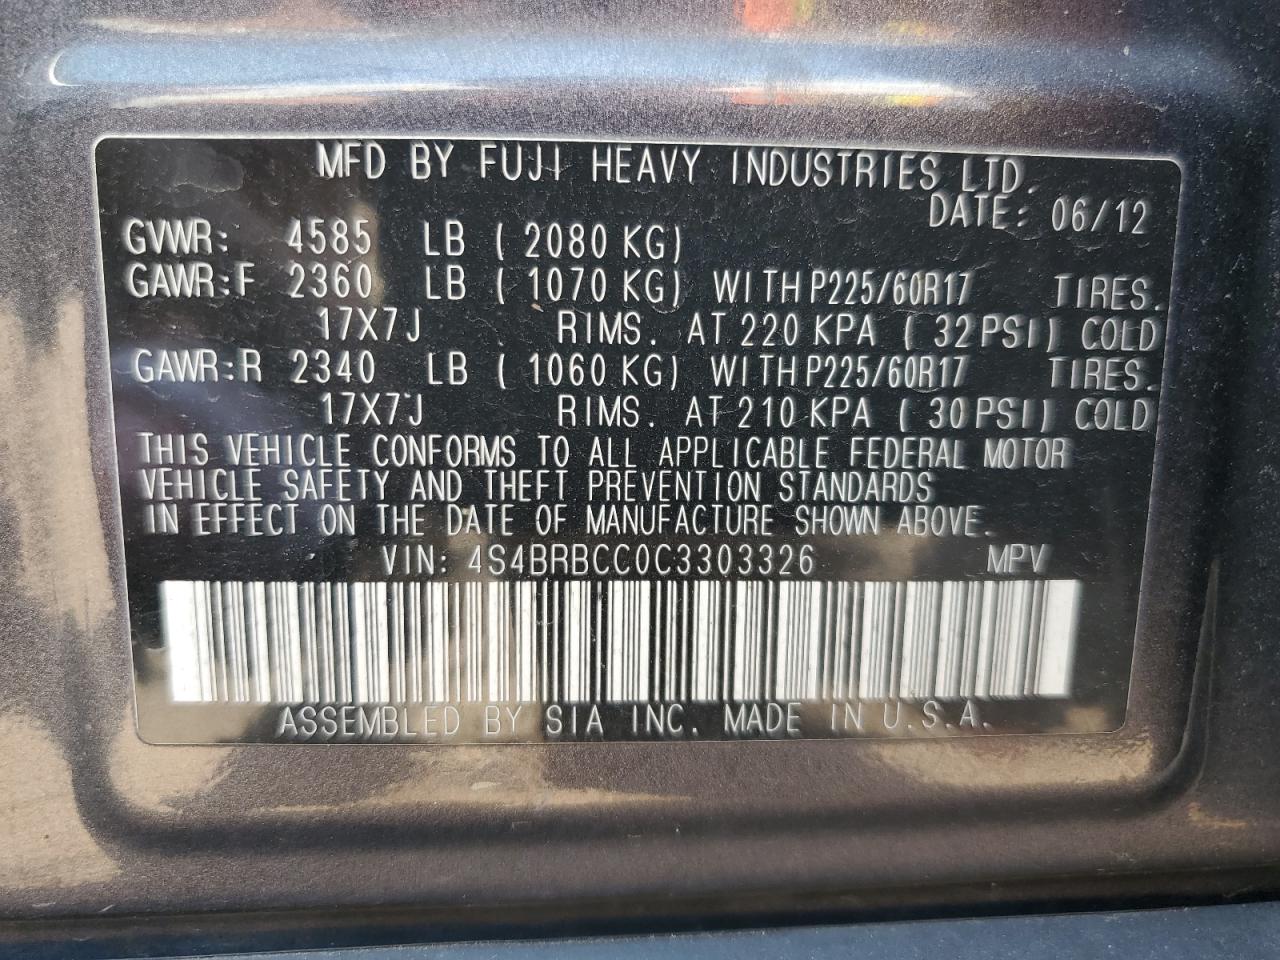 MFD BY FUJI HEAVY INDUSTRIES LTD.
DATE: 06/12
GVWR: 4585 LB ( 2080 KG)
GAWR:F 2360 LB ( 1070 KG) WITH P225/60R17 TIRES.
17X7J RIMS. AT 220 KPA ( 32 PSI) COLD
GAWR:R 2340 LB ( 1060 KG) WITH P225/60R17 TIRES.
17X7J RIMS. AT 210 KPA ( 30 PSI) COLD
THIS VEHICLE CONFORMS TO ALL APPLICABLE FEDERAL MOTOR
VEHICLE SAFETY AND THEFT PREVENTION STANDARDS
IN EFFECT ON THE DATE OF MANUFACTURE SHOWN ABOVE.
VIN: 4S4BRBCC0C3303326 MPV
ASSEMBLED BY SIA INC. MADE IN U.S.A.